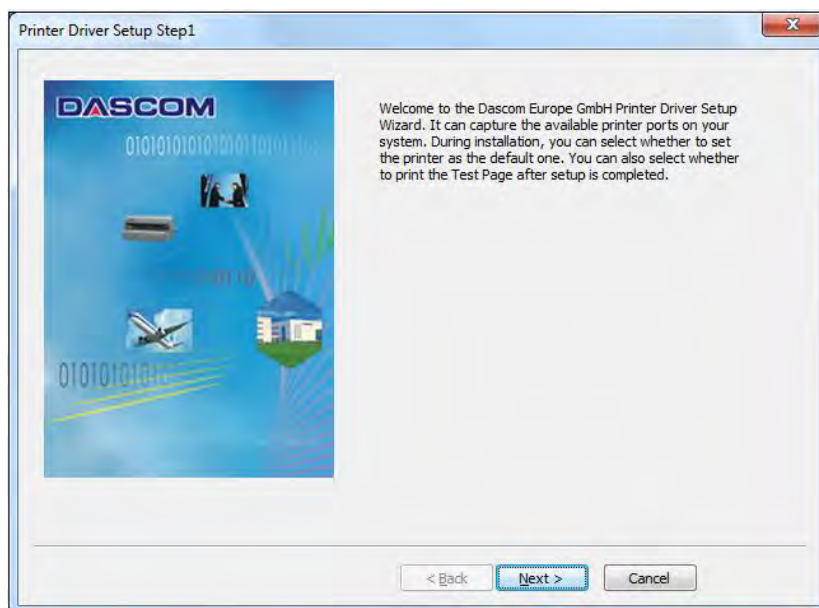 Printer Driver Setup Step1
DASCOM
Welcome to the Dascom Europe GmbH Printer Driver Setup
Wizard. It can capture the available printer ports on your
system. During installation, you can select whether to set
the printer as the default one. You can also select whether
to print the Test Page after setup is completed.
< Back
Next >
Cancel